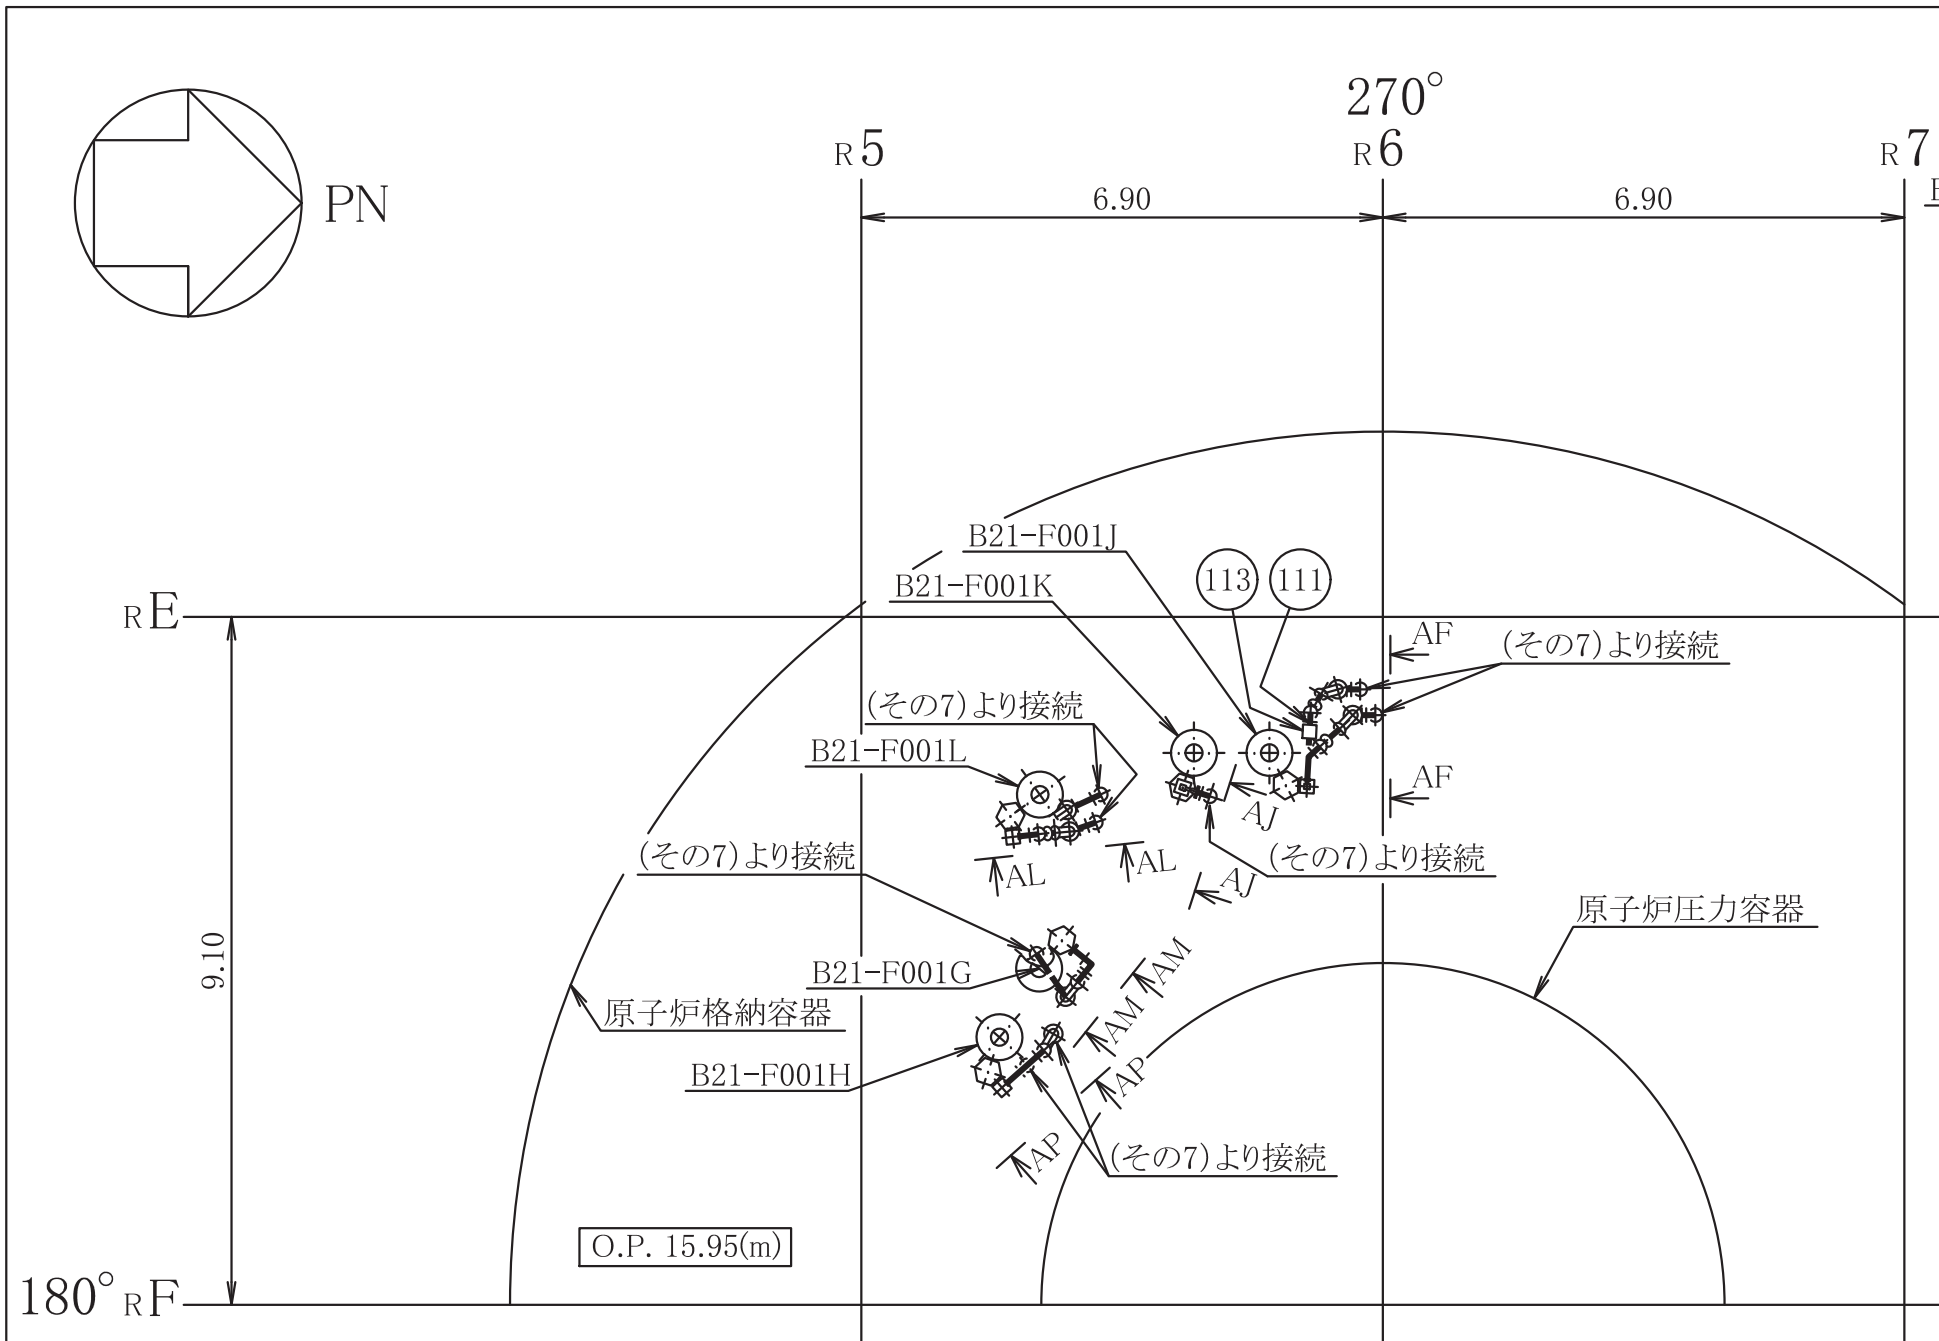 270°
R5
R6
R7
PN
6.90
6.90
B21-F001J
B21-F001K
113
111
RE
AF
(その7)より接続
(その7)より接続
B21-F001L
AF
AJ
(その7)より接続
AL
AL
(その7)より接続
AJ
原子炉圧力容器
9.10
B21-F001G
AM
原子炉格納容器
AM
B21-F001H
AP
AP
(その7)より接続
O.P. 15.95(m)
180° RF